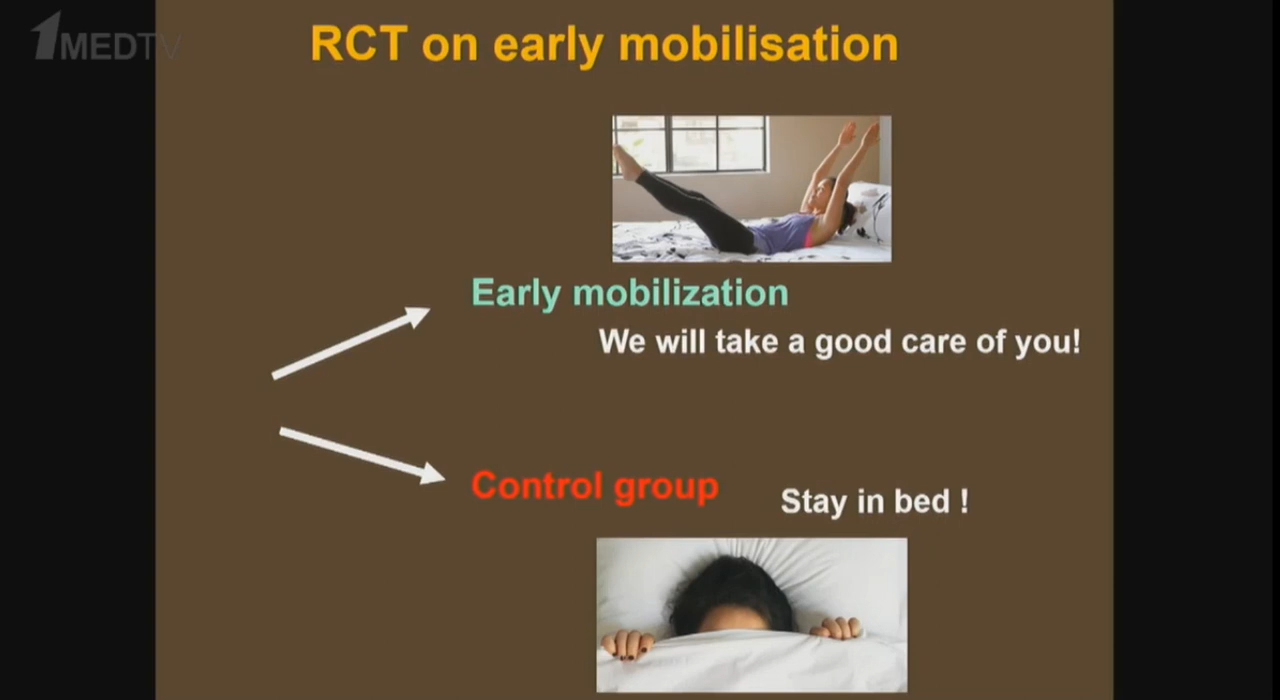 1MEDTV
RCT on early mobilisation
Early mobilization
We will take a good care of you!
Control group
Stay in bed !